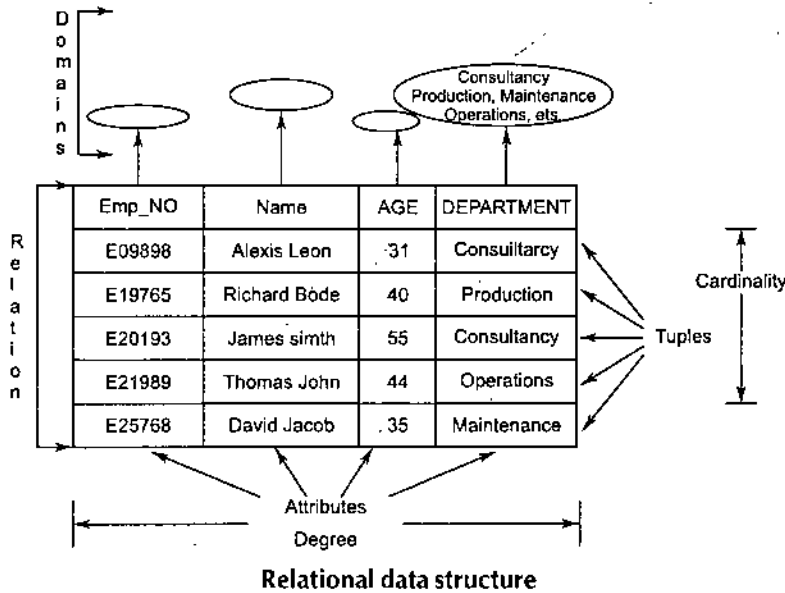 Domains
Consultancy
Production, Maintenance
Operations, ets.
Relation
Emp_NO Name AGE DEPARTMENT
E09898 Alexis Leon 31 Consuiltarcy
E19765 Richard Bode 40 Production
E20193 James simth 55 Consultancy
E21989 Thomas John 44 Operations
E25768 David Jacob 35 Maintenance
Cardinality
Tuples
Attributes
Degree
Relational data structure